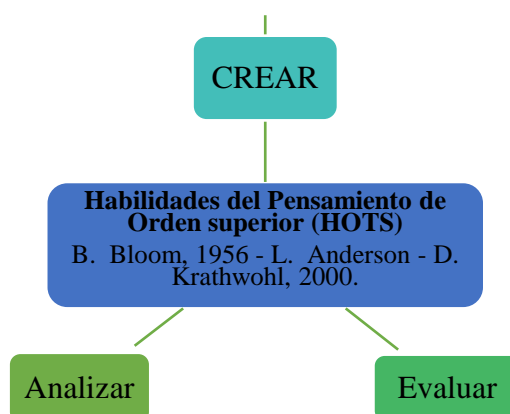 CREAR
Habilidades del Pensamiento de
Orden superior (HOTS)
B. Bloom, 1956 - L. Anderson - D.
Krathwohl, 2000.
Analizar
Evaluar